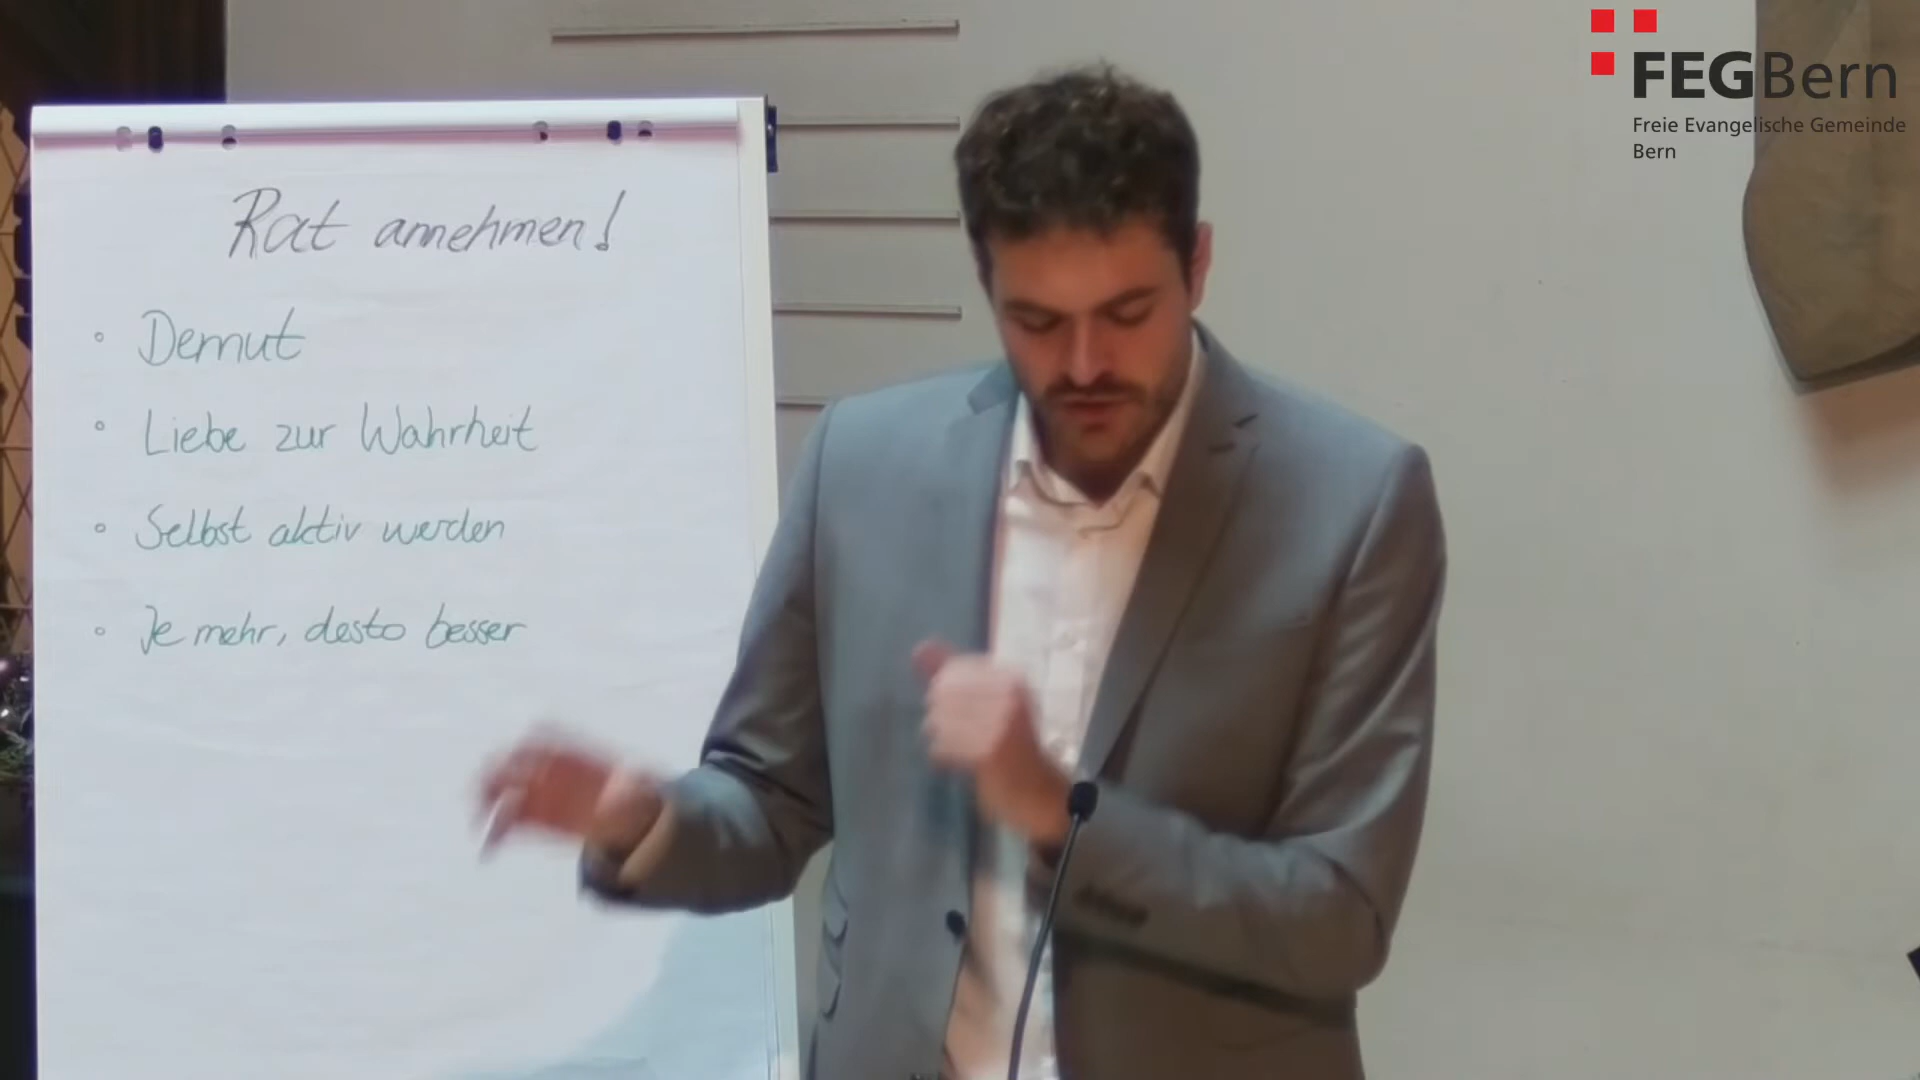 Rat annehmen!
◦ Demut
◦ Liebe zur Wahrheit
◦ Selbst aktiv werden
◦ Je mehr, desto besser
FEGBern
Freie Evangelische Gemeinde
Bern